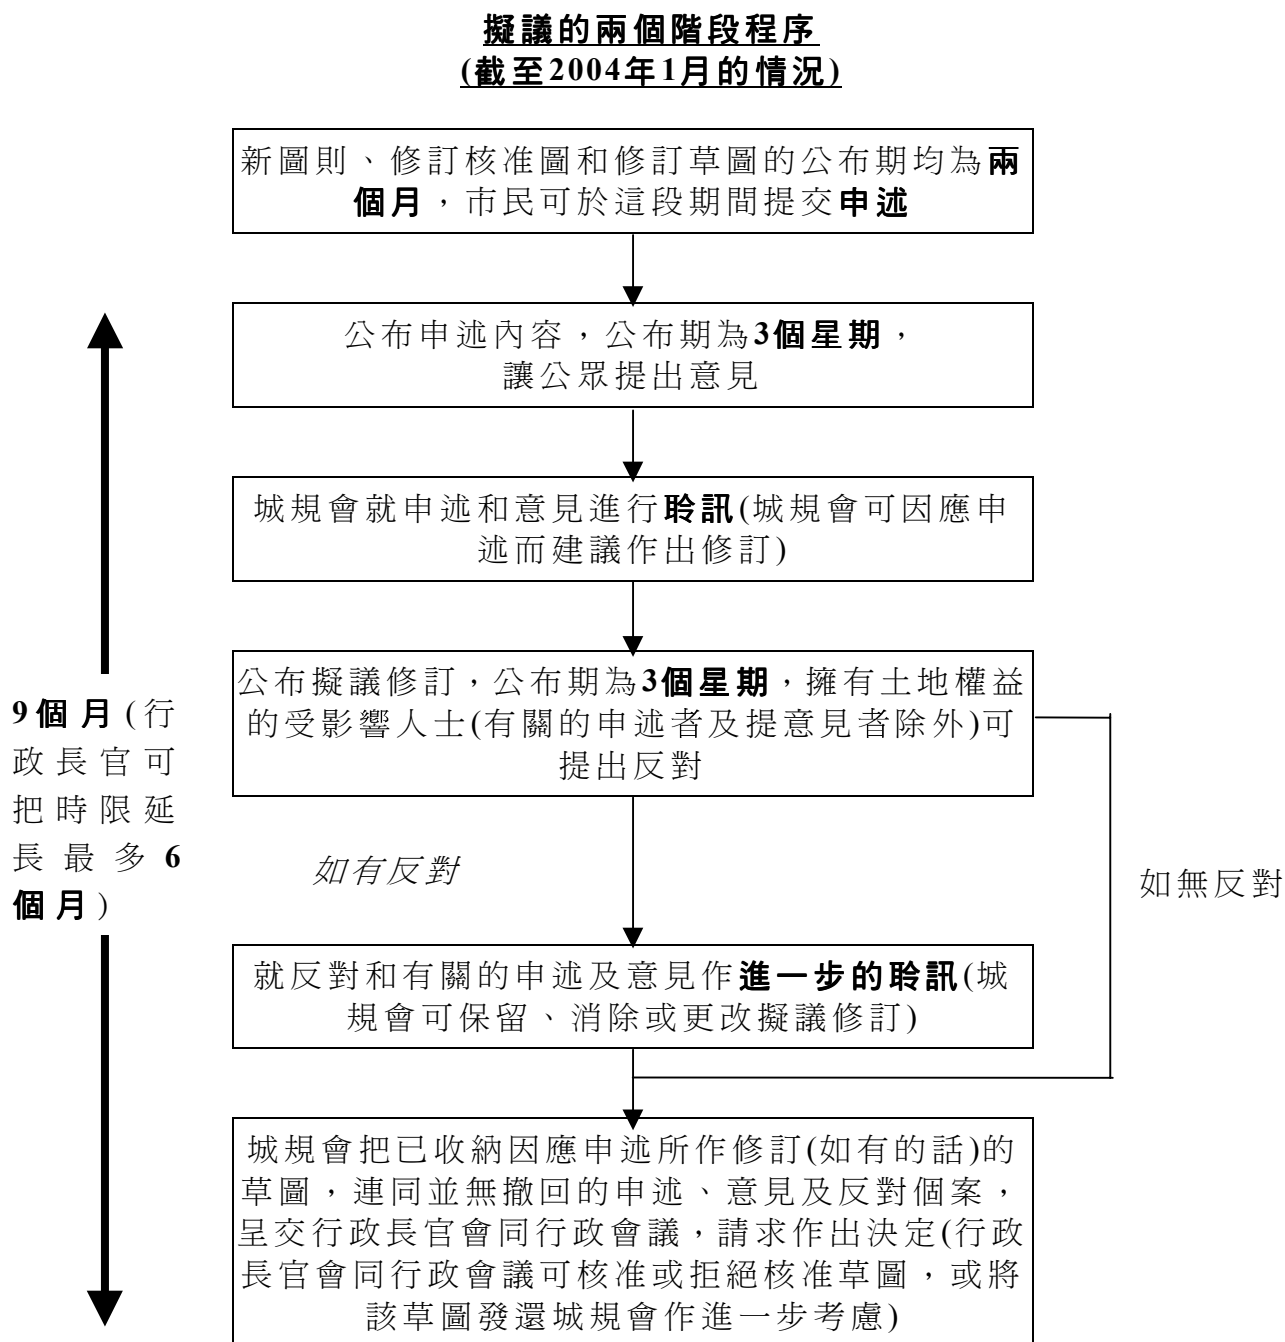 擬議的兩個階段程序
(截至2004年1月的情況)
新圖則、修訂核准圖和修訂草圖的公布期均為兩
個月，市民可於這段期間提交申述
公布申述內容，公布期為3個星期，
讓公眾提出意見
城規會就申述和意見進行聆訊(城規會可因應申
述而建議作出修訂)
公布擬議修訂，公布期為3個星期，擁有土地權益
的受影響人士(有關的申述者及提意見者除外)可
提出反對
9個月(行
政長官可
把時限延
長最多6
個月)
如有反對
如無反對
就反對和有關的申述及意見作進一步的聆訊(城
規會可保留、消除或更改擬議修訂)
城規會把已收納因應申述所作修訂(如有的話)的
草圖，連同並無撤回的申述、意見及反對個案，
呈交行政長官會同行政會議，請求作出決定(行政
長官會同行政會議可核准或拒絕核准草圖，或將
該草圖發還城規會作進一步考慮)